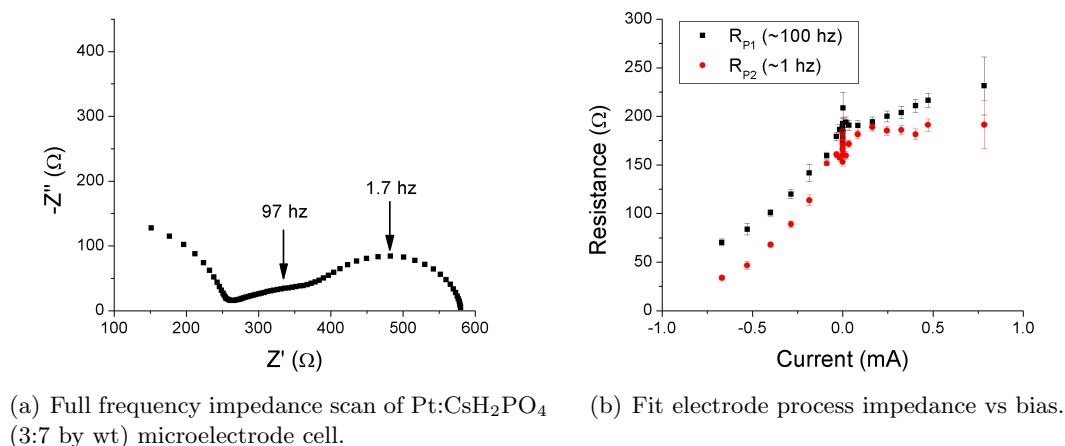 400
300
-Z'' (Ω)
200
100
0
97 hz
1.7 hz
100
200
300
400
500
600
Z' (Ω)
(a) Full frequency impedance scan of Pt:CsH₂PO₄
(3:7 by wt) microelectrode cell.
300
250
200
150
100
50
0
Resistance (Ω)
R_P1 (~100 hz)
R_P2 (~1 hz)
-1.0
-0.5
0.0
0.5
1.0
Current (mA)
(b) Fit electrode process impedance vs bias.